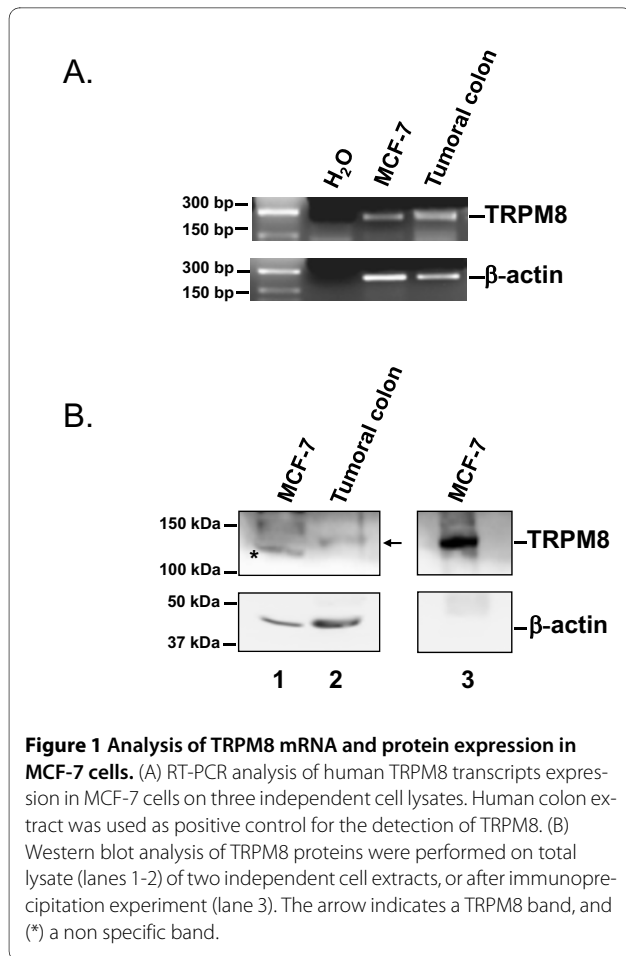 A.
H₂O
MCF-7
Tumoral colon
300 bp
150 bp
TRPM8
300 bp
150 bp
β-actin
B.
MCF-7
Tumoral colon
MCF-7
150 kDa
100 kDa
*
TRPM8
50 kDa
37 kDa
β-actin
1
2
3
Figure 1 Analysis of TRPM8 mRNA and protein expression in
MCF-7 cells. (A) RT-PCR analysis of human TRPM8 transcripts expres-
sion in MCF-7 cells on three independent cell lysates. Human colon ex-
tract was used as positive control for the detection of TRPM8. (B)
Western blot analysis of TRPM8 proteins were performed on total
lysate (lanes 1-2) of two independent cell extracts, or after immunopre-
cipitation experiment (lane 3). The arrow indicates a TRPM8 band, and
(*) a non specific band.